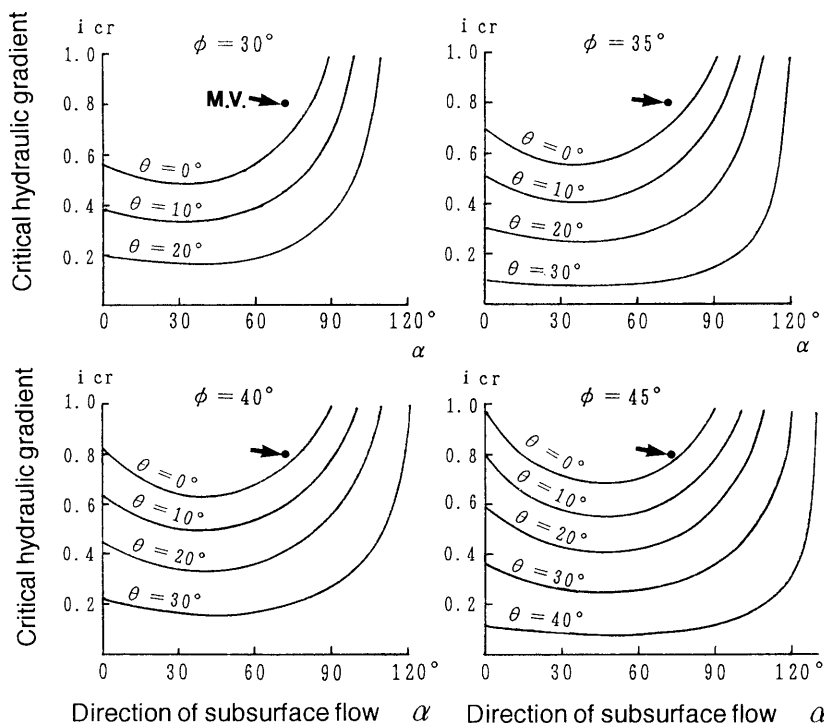 Critical hydraulic gradient
i cr
ϕ = 30°
1.0
0.8
0.6
0.4
0.2
M.V.
θ = 0°
θ = 10°
θ = 20°
0 30 60 90 120°
α
i cr
ϕ = 35°
1.0
0.8
0.6
0.4
0.2
θ = 0°
θ = 10°
θ = 20°
θ = 30°
0 30 60 90 120°
α
Critical hydraulic gradient
i cr
ϕ = 40°
1.0
0.8
0.6
0.4
0.2
θ = 0°
θ = 10°
θ = 20°
θ = 30°
0 30 60 90 120°
Direction of subsurface flow α
i cr
ϕ = 45°
1.0
0.8
0.6
0.4
0.2
θ = 0°
θ = 10°
θ = 20°
θ = 30°
θ = 40°
0 30 60 90 120°
Direction of subsurface flow α